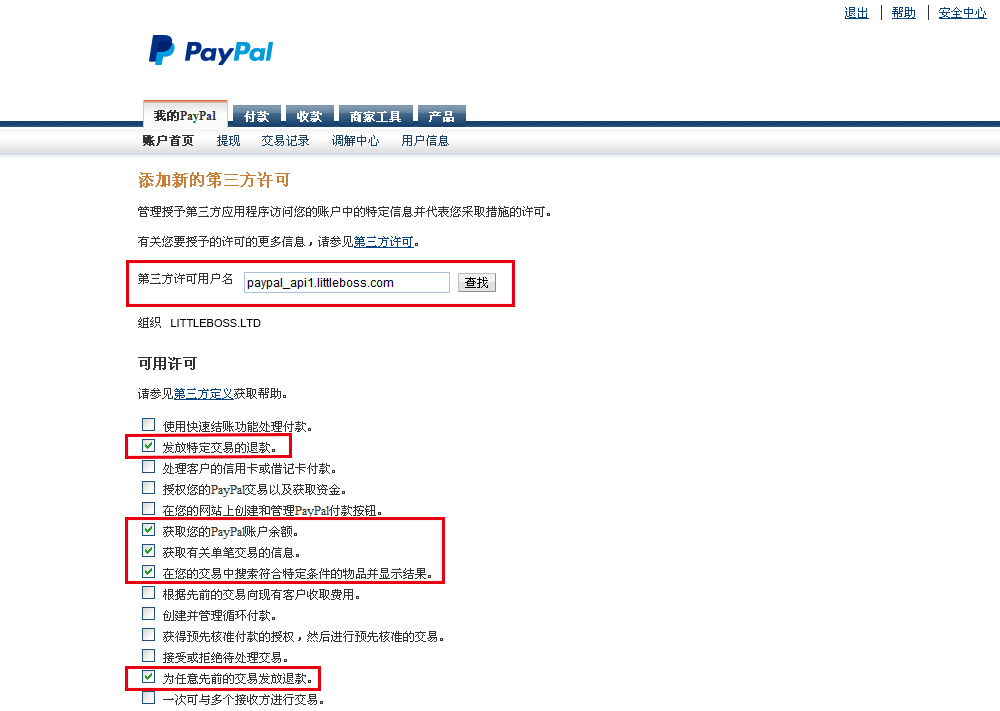 退出 | 帮助 | 安全中心
PayPal
我的PayPal 付款 收款 商家工具 产品
账户首页 提现 交易记录 调解中心 用户信息
添加新的第三方许可
管理授予第三方应用程序访问您的账户中的特定信息并代表您采取措施的许可。
有关您要授予的许可的更多信息，请参见第三方许可。
第三方许可用户名 paypal_api1.littleboss.com 查找
组织 LITTLEBOSS.LTD
可用许可
请参见第三方定义获取帮助。
使用快速结账功能处理付款。
发放特定交易的退款。
处理客户的信用卡或借记卡付款。
授权您的PayPal交易以及获取资金。
在您的网站上创建和管理PayPal付款按钮。
获取您的PayPal账户余额。
获取有关单笔交易的信息。
在您的交易中搜索符合特定条件的物品并显示结果。
根据先前的交易向现有客户收取费用。
创建并管理循环付款。
获得预先核准付款的授权，然后进行预先核准的交易。
接受或拒绝待处理交易。
为任意先前的交易发放退款。
一次可与多个接收方进行交易。